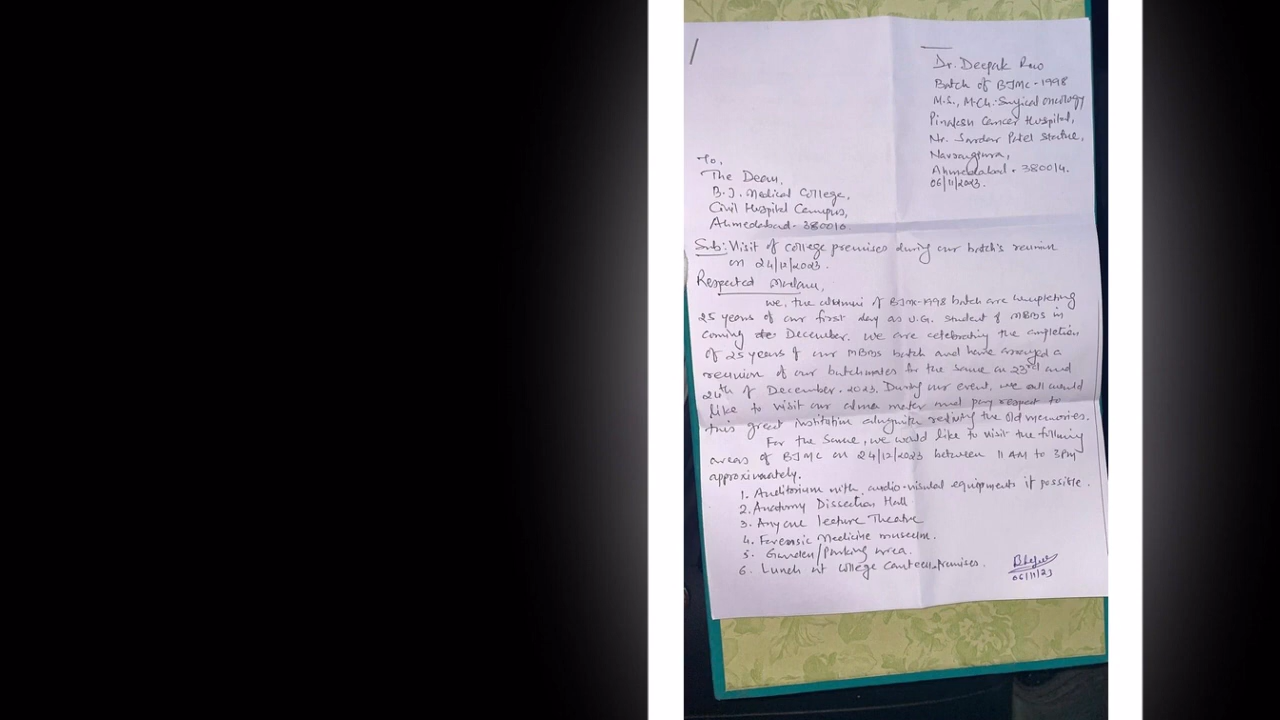 Dr. Deepak Rao
Batch of BJMC-1998
M.S., M.Ch. Surgical oncology
Cancer Hospital,
Nr. Sardar Patel Statue,
Navrangpura,
Ahmedabad. 380014.
06/11/2023.
To,
The Dean,
B.J. Medical College,
Civil Hospital Campus,
Ahmedabad- 380016.
Sub: Visit of college premises during our batch's reunion
on 24/12/2023.
Respected Madam,
We, the alumni of BJMC-1998 batch are completing
25 years of our first day as U.G. student of MBBS in
coming December. We are celebrating the completion
of 25 years of our MBBS batch and have arranged a
reunion of our batchmates for the same on 23rd and
24th of December. 2023. During our event, we all would
like to visit our alma mater and pay respect to
this great institution alongwith reliving the old memories.
For the same, we would like to visit the following
areas of BJMC on 24/12/2023 between 11 AM to 3PM
approximately.
1. Auditorium with audio-visual equipments if possible.
2. Anatomy Dissection Hall
3. Any one lecture Theatre
4. Forensic Medicine museum.
5. Garden/Parking area.
6. Lunch at college canteen premises.
06/11/23